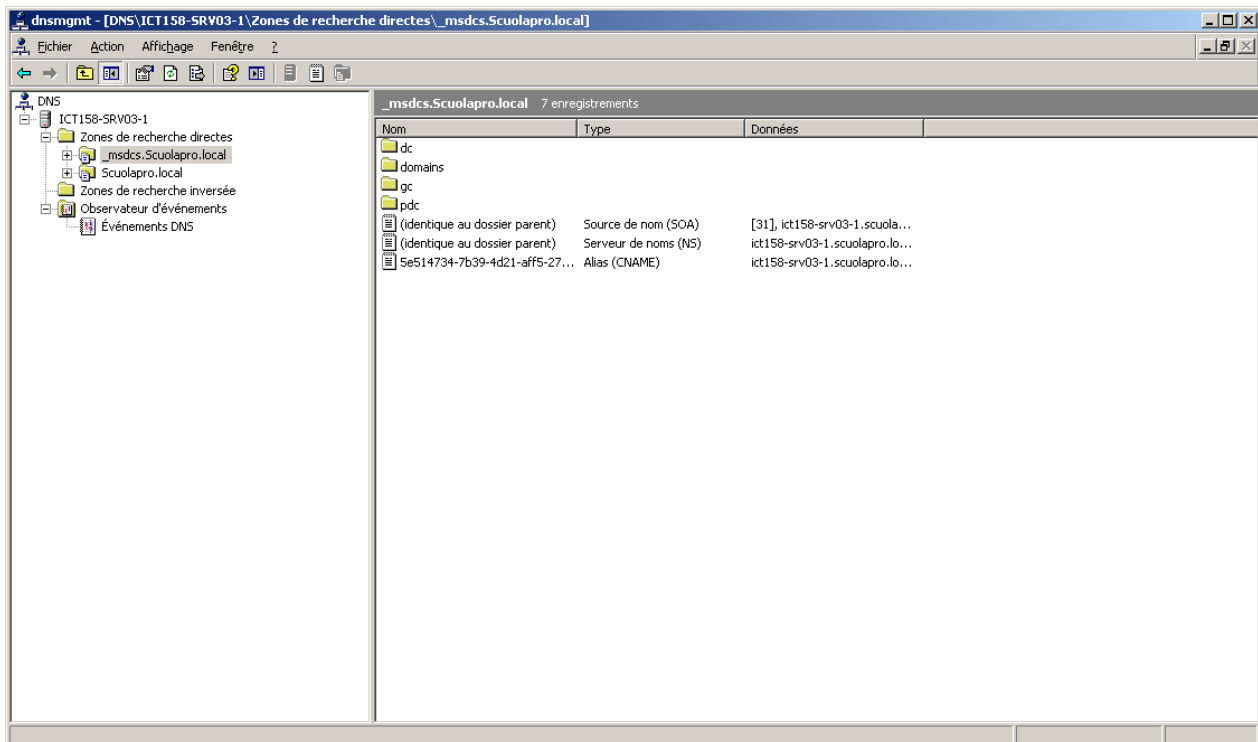 dnsmgmt - [DNS\ICT158-SRV03-1\Zones de recherche directes\_msdcs.Scuolapro.local]
Fichier Action Affichage Fenêtre ?
DNS
ICT158-SRV03-1
Zones de recherche directes
_msdcs.Scuolapro.local
Scuolapro.local
Zones de recherche inversée
Observateur d'événements
Événements DNS
_msdcs.Scuolapro.local 7 enregistrements
Nom Type Données
dc
domains
gc
pdc
(identique au dossier parent) Source de nom (SOA) [31], ict158-srv03-1.scuola...
(identique au dossier parent) Serveur de noms (NS) ict158-srv03-1.scuolapro.lo...
5e514734-7b39-4d21-aff5-27... Alias (CNAME) ict158-srv03-1.scuolapro.lo...